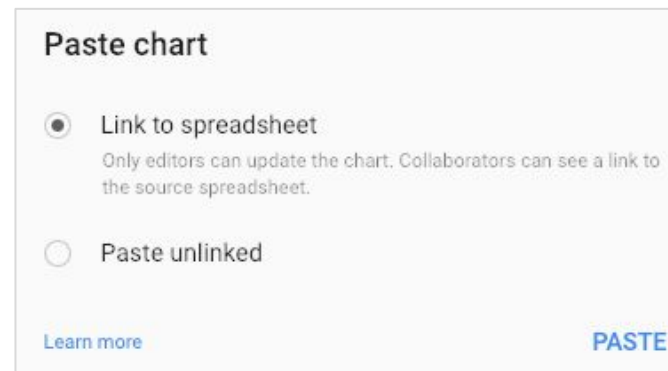 Paste chart
Link to spreadsheet
Only editors can update the chart. Collaborators can see a link to
the source spreadsheet.
Paste unlinked
Learn more
PASTE